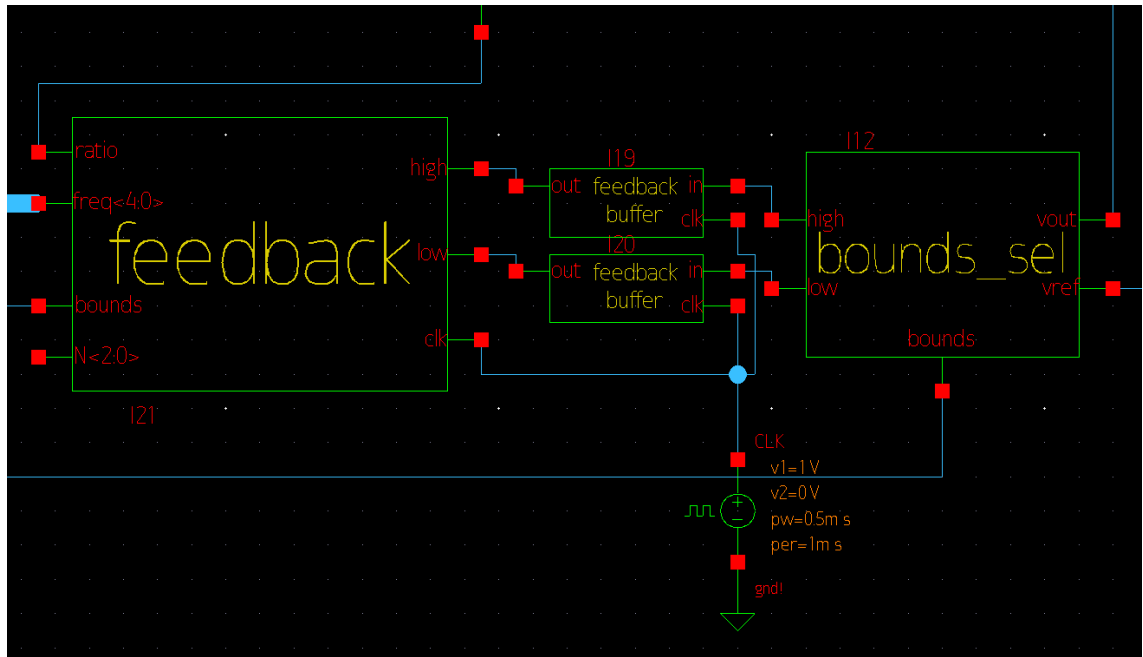 ratio
freq<4:0>
feedback
bounds
N<2:0>
high
low
clk
I21
I19
out
feedback
buffer
in
clk
I20
out
feedback
buffer
in
clk
I12
high
low
bounds_sel
vout
vref
bounds
CLK
v1=1 V
v2=0 V
pw=0.5m s
per=1m s
gnd!